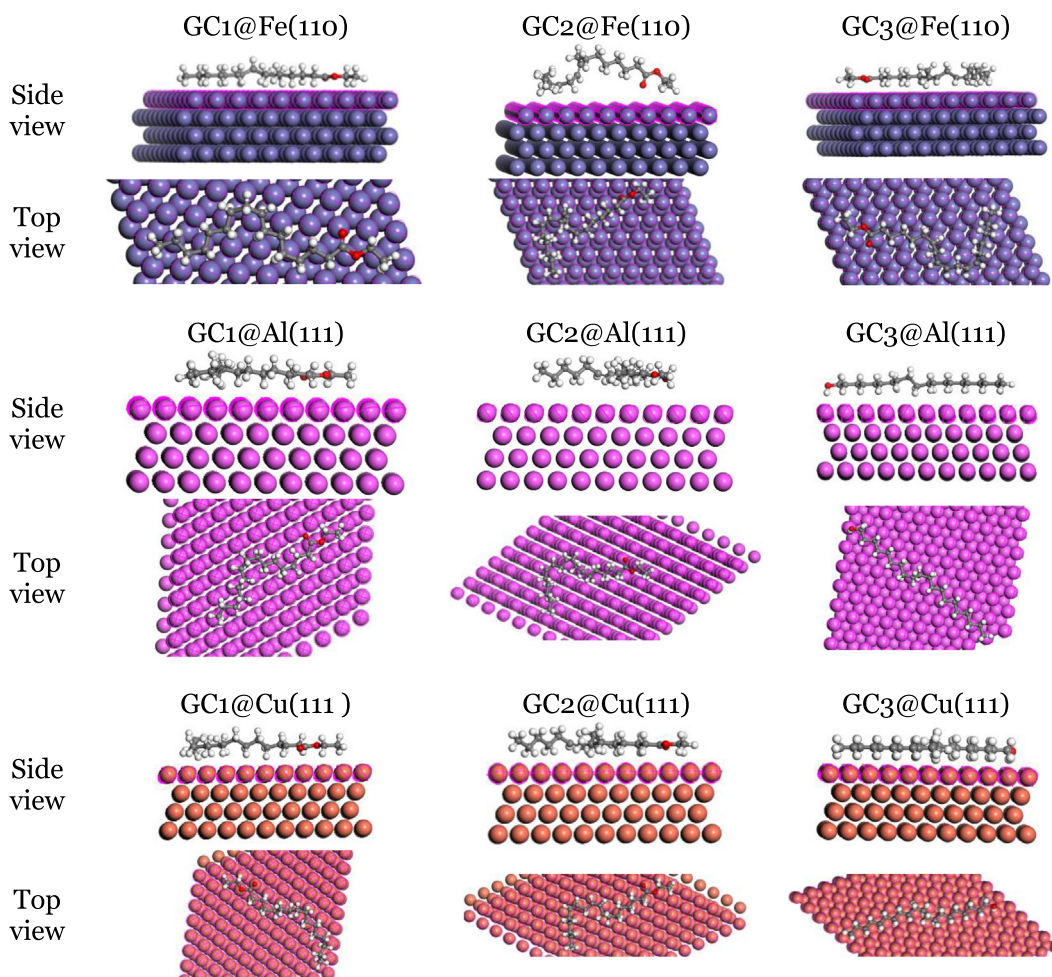 GC1@Fe(110)
GC2@Fe(110)
GC3@Fe(110)
Side
view
Top
view
GC1@Al(111)
GC2@Al(111)
GC3@Al(111)
Side
view
Top
view
GC1@Cu(111 )
GC2@Cu(111)
GC3@Cu(111)
Side
view
Top
view